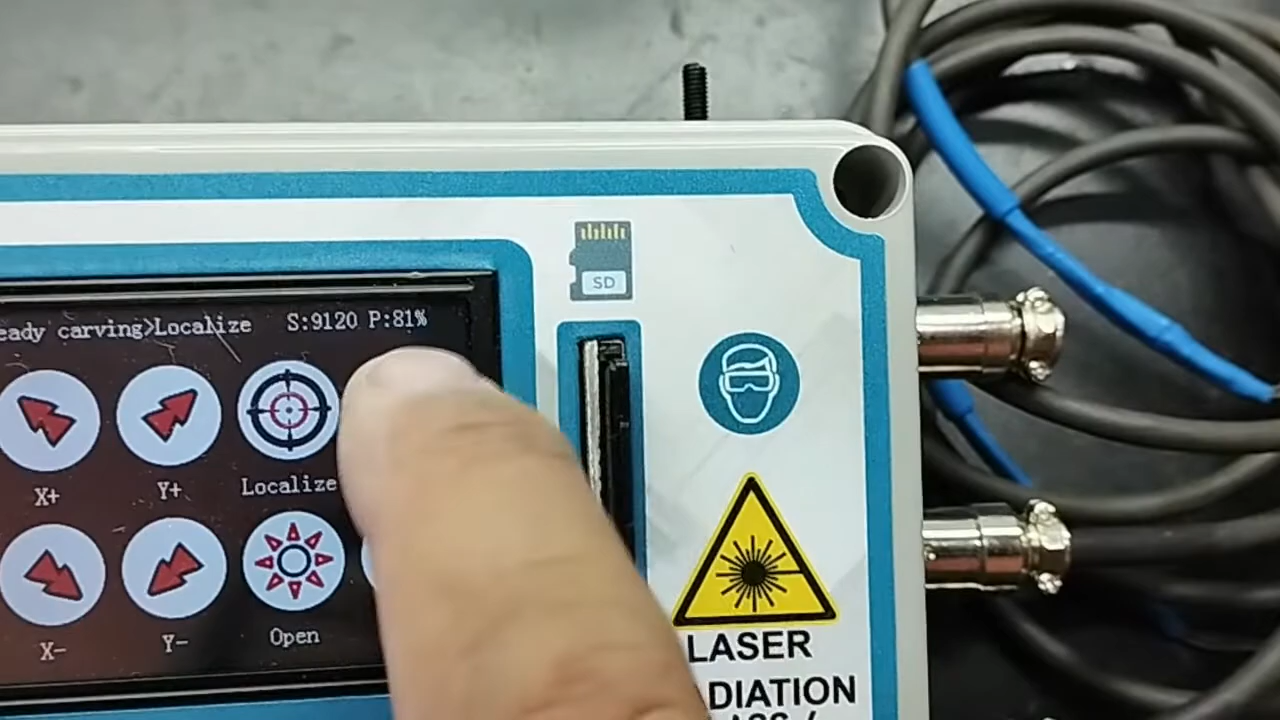 SD
eady carving>Localize S:9120 P:81%
X+ Y+ Localize
X- Y- Open
LASER
DIATION